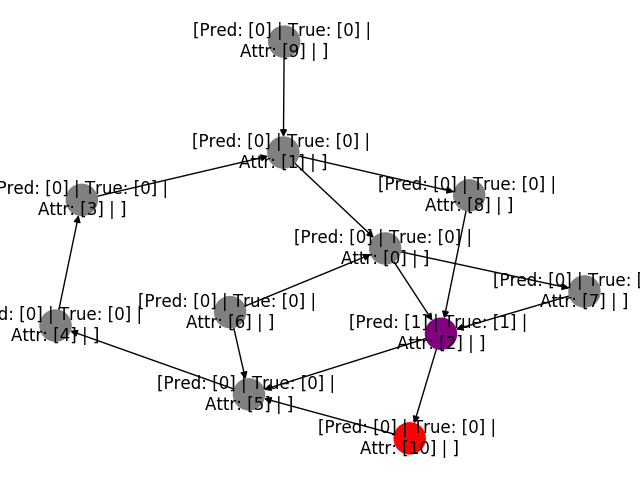 [Pred: [0] | True: [0] |
Attr: [9] | ]
[Pred: [0] | True: [0] |
Attr: [1] | ]
Pred: [0] | True: [0] |
Attr: [3] | ]
[Pred: [0] | True: [0] |
Attr: [8] | ]
[Pred: [0] | True: [0] |
Attr: [0] | ]
[Pred: [0] | True: [
Attr: [7] | ]
[Pred: [0] | True: [0] |
Attr: [6] | ]
d: [0] | True: [0] |
Attr: [4] | ]
[Pred: [1] | True: [1] |
Attr: [2] | ]
[Pred: [0] | True: [0] |
Attr: [5] | ]
[Pred: [0] | True: [0] |
Attr: [10] | ]